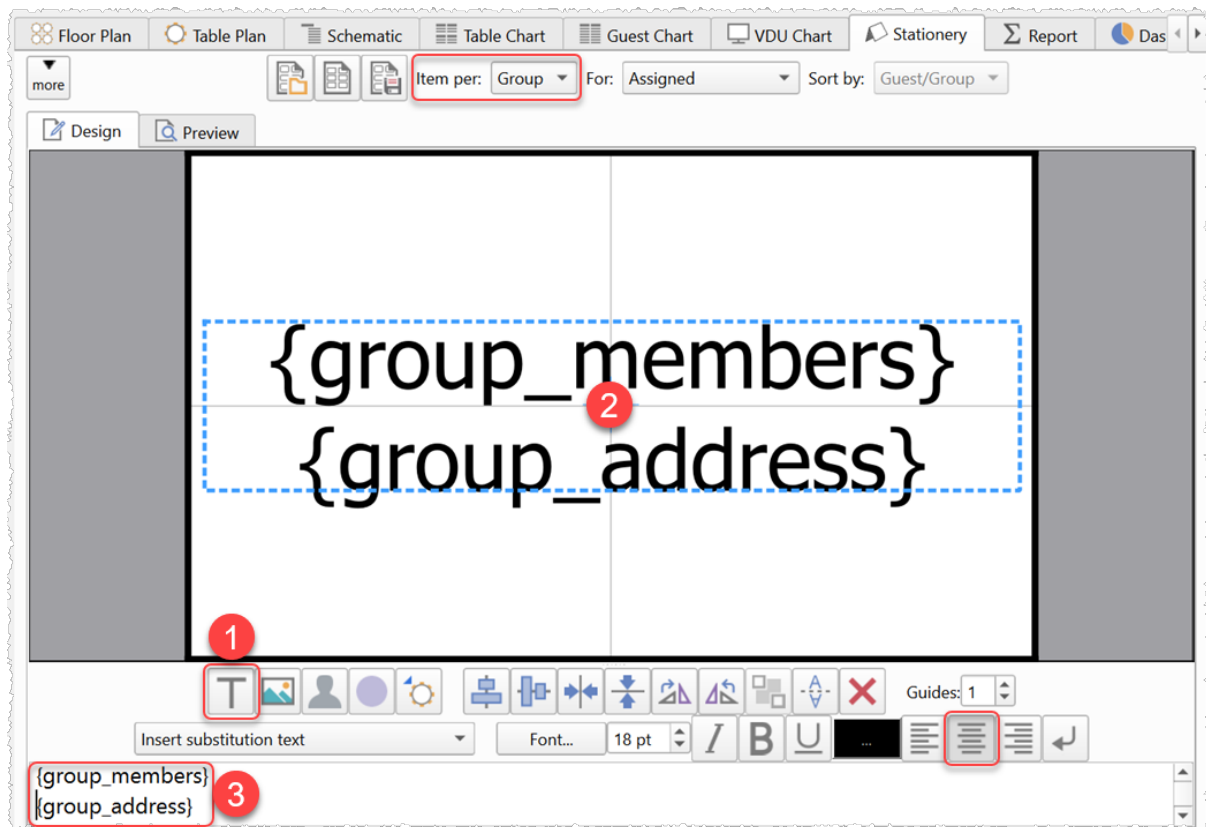 Floor Plan Table Plan Schematic Table Chart Guest Chart VDU Chart Stationery Σ Report Das
more Item per: Group For: Assigned Sort by: Guest/Group
Design Preview
{group_members}
2
{group_address}
1
T Guides: 1
Insert substitution text Font... 18 pt I B U ...
{group_members}
{group_address}
3